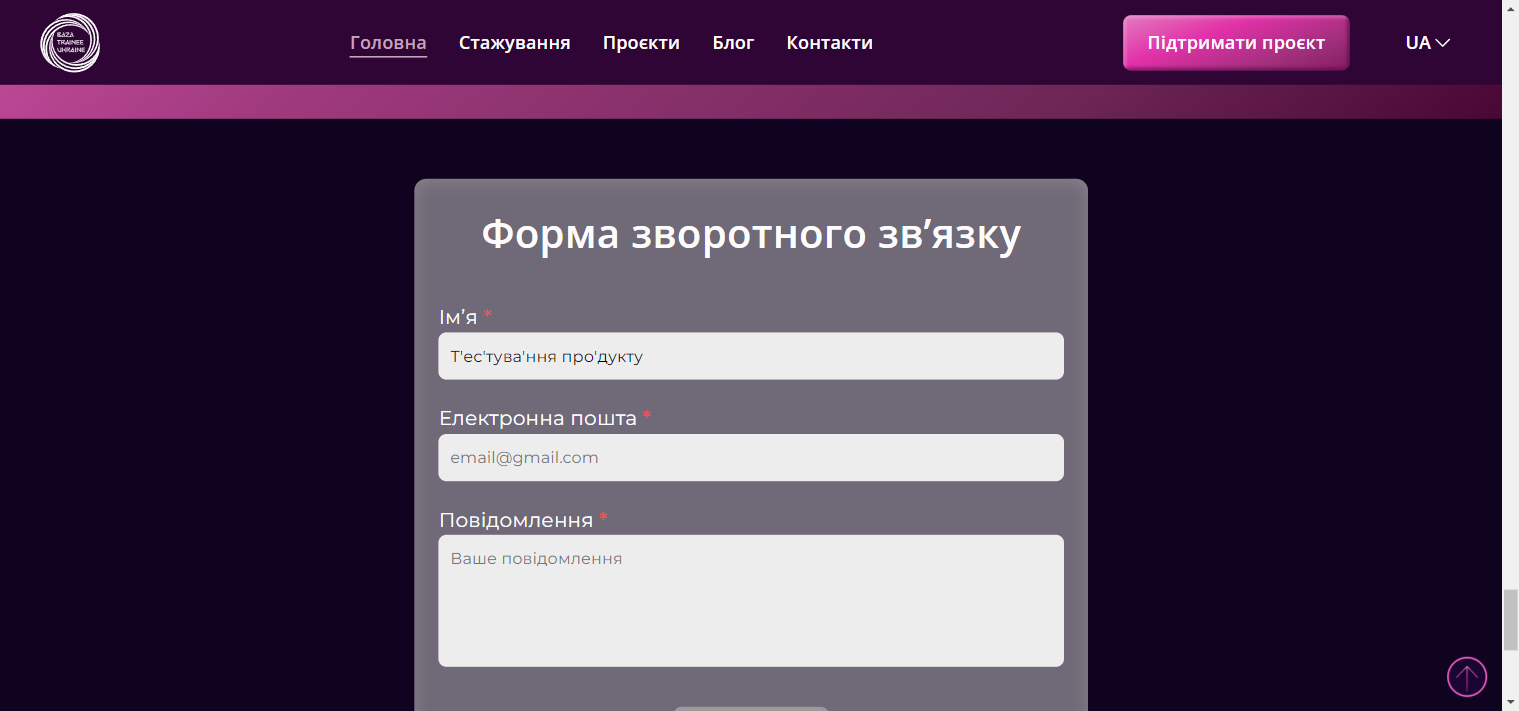 BAZA
TRAINEE
UKRAINE
Головна Стажування Проєкти Блог Контакти Підтримати проєкт UA
Форма зворотного зв’язку
Ім’я *
Т'ес'тува'ння про'дукту
Електронна пошта *
email@gmail.com
Повідомлення *
Ваше повідомлення